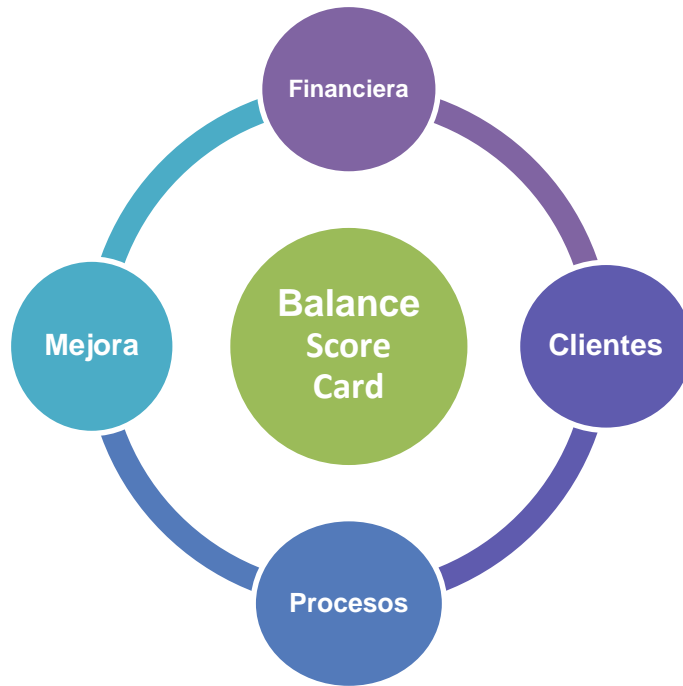 Financiera
Balance
Score
Card
Mejora
Clientes
Procesos